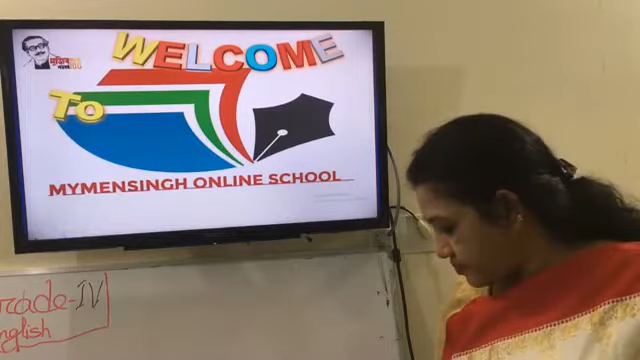 WELCOME
TO
MYMENSINGH ONLINE SCHOOL
rade-IV
nglish